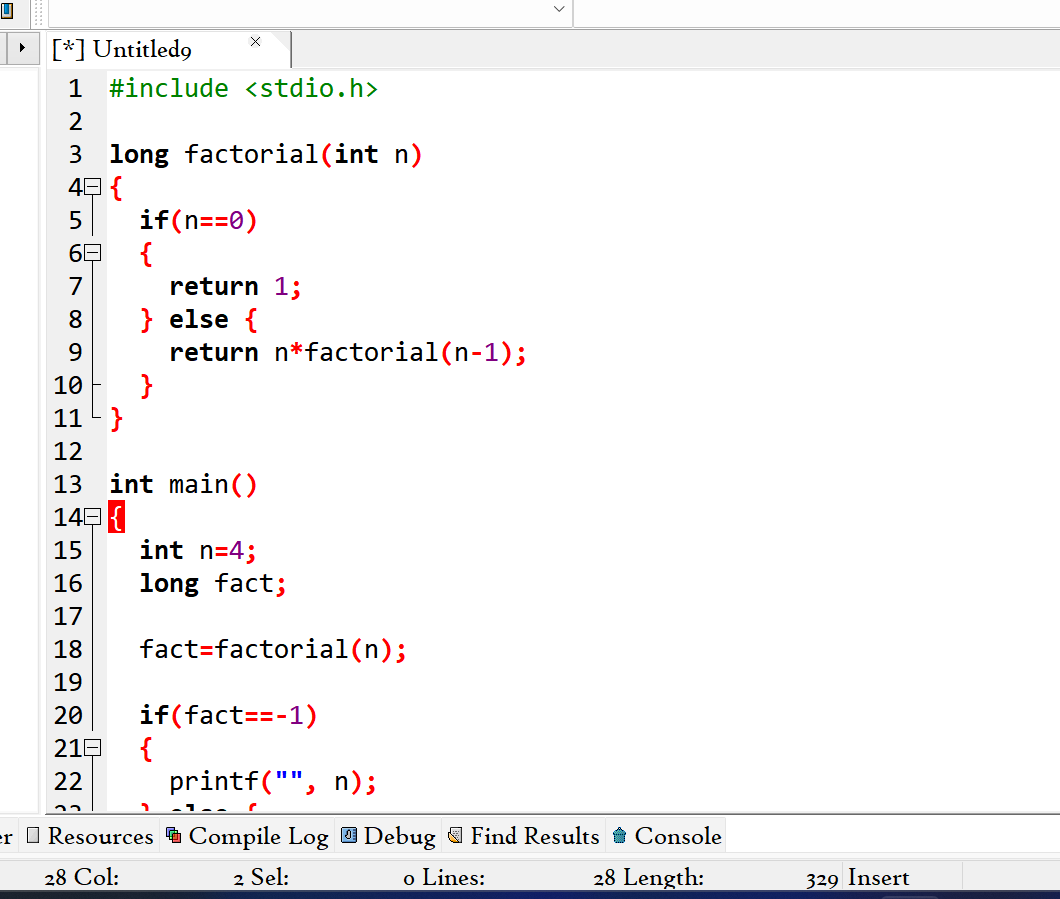 [*] Untitled9
1 #include <stdio.h>
2
3 long factorial(int n)
4 {
5 if(n==0)
6 {
7 return 1;
8 } else {
9 return n*factorial(n-1);
10 }
11 }
12
13 int main()
14 {
15 int n=4;
16 long fact;
17
18 fact=factorial(n);
19
20 if(fact==-1)
21 {
22 printf("", n);
23 } else {
er Resources Compile Log Debug Find Results Console
28 Col: 2 Sel: 0 Lines: 28 Length: 329 Insert